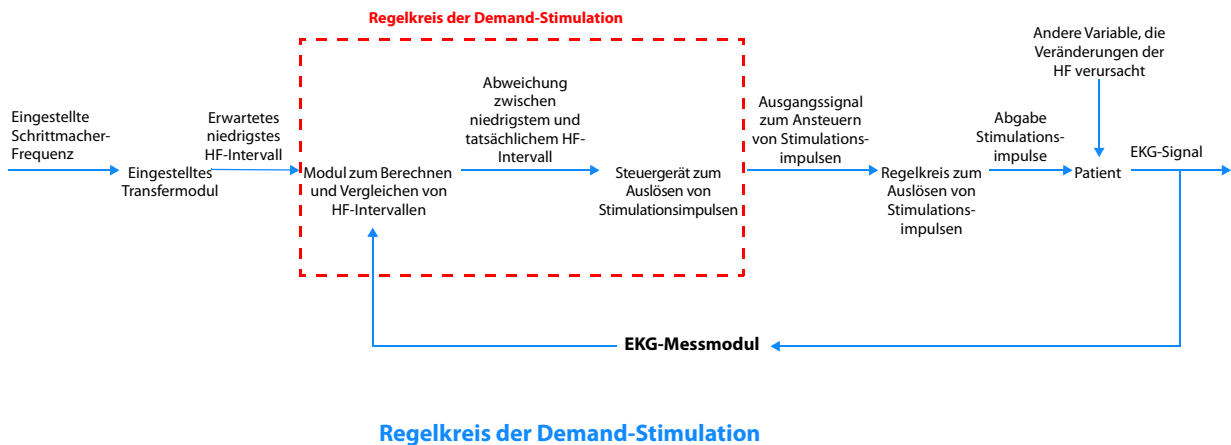 Regelkreis der Demand-Stimulation
Andere Variable, die
Veränderungen der
HF verursacht
Eingestellte
Schrittmacher-
Frequenz
Erwartetes
niedrigstes
HF-Intervall
Abweichung
zwischen
niedrigstem und
tatsächlichem HF-
Intervall
Ausgangssignal
zum Ansteuern
von Stimulations-
impulsen
Abgabe
Stimulations-
impulse
EKG-Signal
Eingestelltes
Transfermodul
Modul zum Berechnen
und Vergleichen von
HF-Intervallen
Steuergerät zum
Auslösen von
Stimulationsimpulsen
Regelkreis zum
Auslösen von
Stimulations-
impulsen
Patient
EKG-Messmodul
Regelkreis der Demand-Stimulation